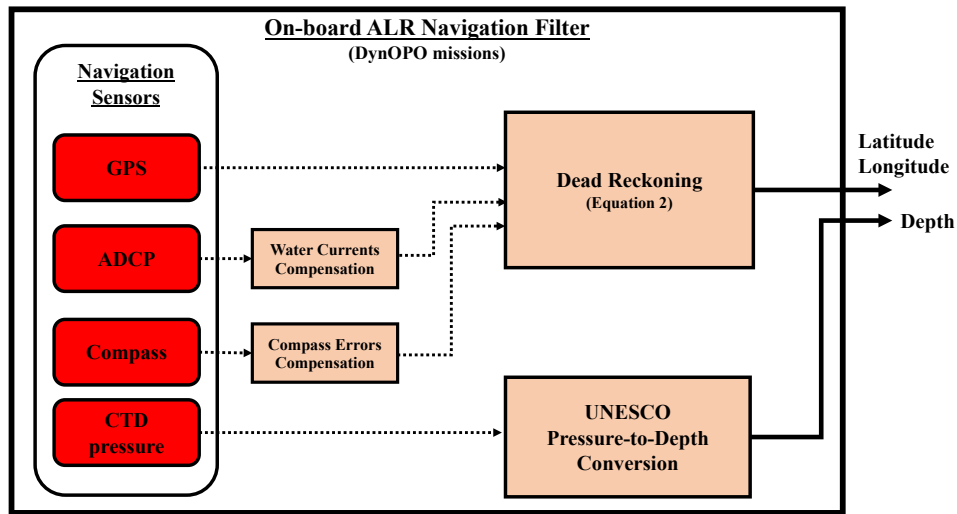 On-board ALR Navigation Filter
(DynOPO missions)
Navigation
Sensors
GPS
ADCP
Compass
CTD
pressure
Water Currents
Compensation
Compass Errors
Compensation
Dead Reckoning
(Equation 2)
UNESCO
Pressure-to-Depth
Conversion
Latitude
Longitude
Depth